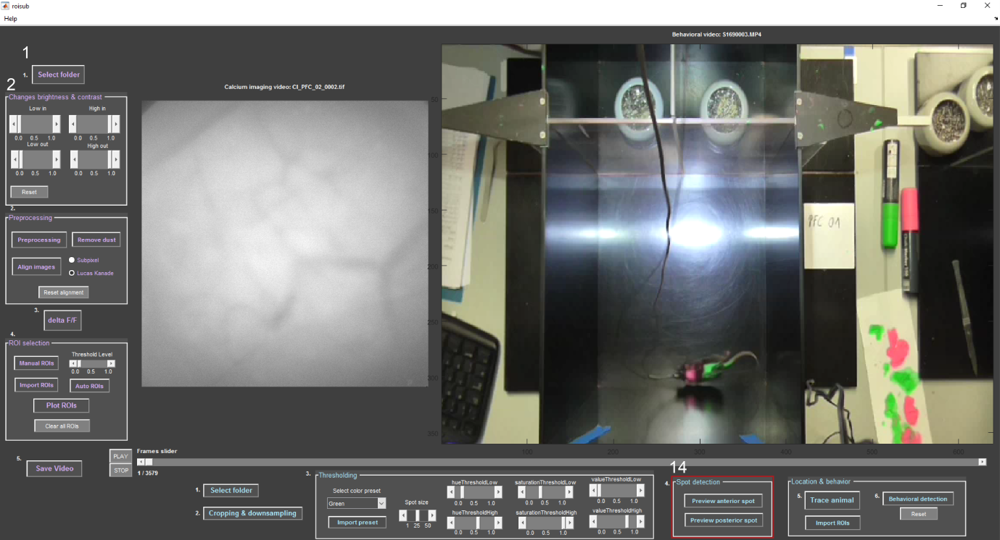 roisub
Help
Behavioral video: S1690003.MP4
1
1. Select folder
2
Changes brightness & contrast
Low in High in
0.0 0.5 1.0 0.0 0.5 1.0
Low out High out
0.0 0.5 1.0 0.0 0.5 1.0
Reset
2.
Preprocessing
Preprocessing Remove dust
Align images Subpixel
Lucas Kanade
Reset alignment
3. delta F/F
4.
ROI selection
Manual ROIs Threshold Level
0.0 0.5 1.0
Import ROIs Auto ROIs
Plot ROIs
Clear all ROIs
5. Save Video
Calcium imaging video: CI_PFC_02_0002.tif
50
100
150
200
250
300
350
100 200 300 400 500 600
PFC 01
PLAY Frames slider
STOP 1 / 3579
1. Select folder
2. Cropping & downsampling
3. Thresholding
Select color preset
Green
Import preset
Spot size
1 25 50
hueThresholdLow saturationThresholdLow valueThresholdLow
0.0 0.5 1.0 0.0 0.5 1.0 0.0 0.5 1.0
hueThresholdHigh saturationThresholdHigh valueThresholdHigh
0.0 0.5 1.0 0.0 0.5 1.0 0.0 0.5 1.0
14
4. Spot detection
Preview anterior spot
Preview posterior spot
Location & behavior
5. Trace animal 6. Behavioral detection
Import ROIs Reset